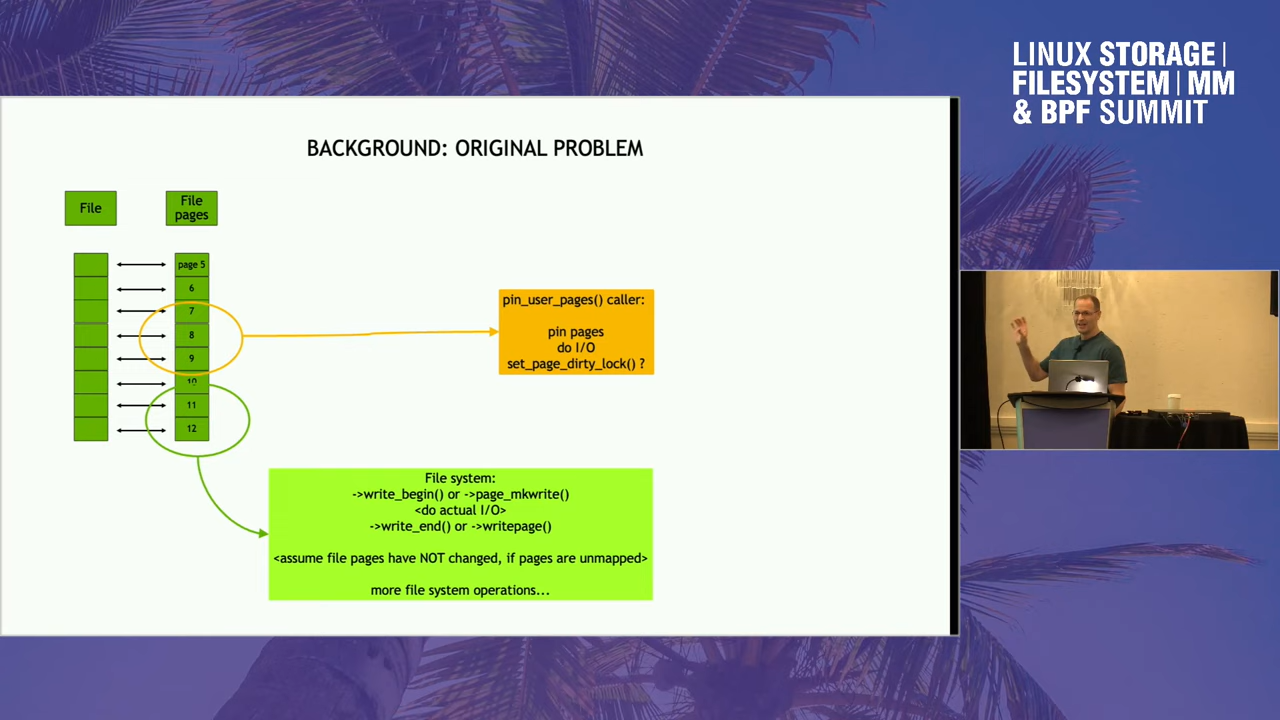 LINUX STORAGE |
FILESYSTEM | MM
& BPF SUMMIT
BACKGROUND: ORIGINAL PROBLEM
File
File
pages
page 5
6
7
8
9
10
11
12
pin_user_pages() caller:
pin pages
do I/O
set_page_dirty_lock() ?
File system:
->write_begin() or ->page_mkwrite()
<do actual I/O>
->write_end() or ->writepage()
<assume file pages have NOT changed, if pages are unmapped>
more file system operations...